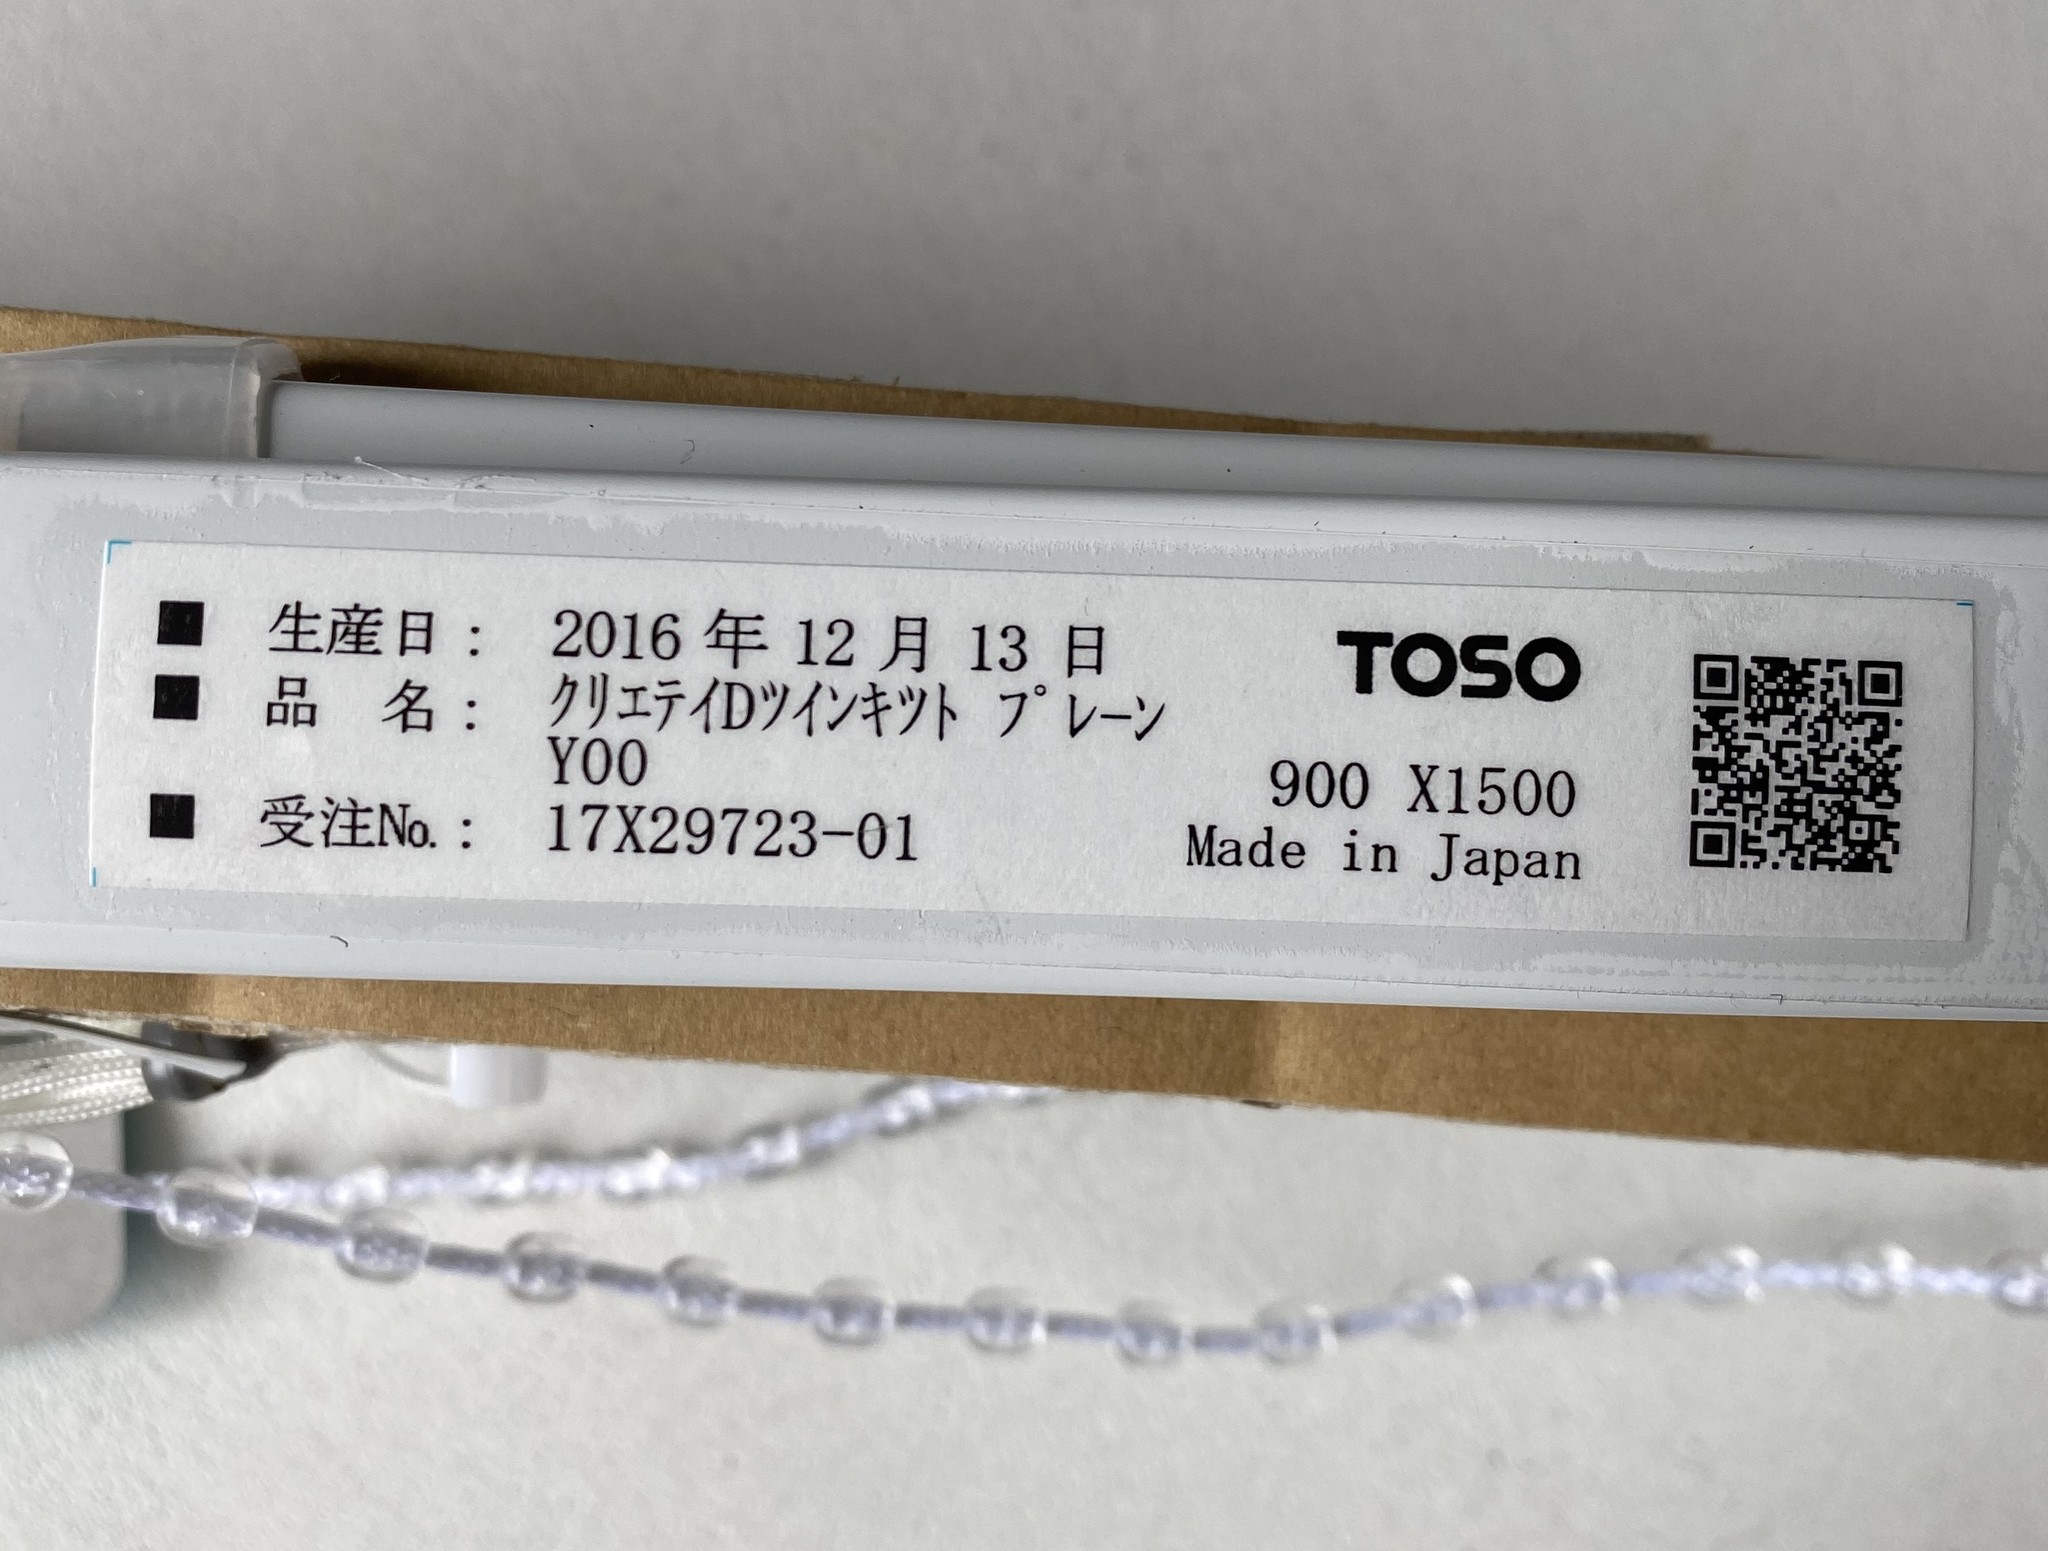 ■ 生産日: 2016 年 12 月 13 日
■ 品 名: クリエテイDツインキツト プレーン
Y00
■ 受注№.: 17X29723-01
TOSO
900 X1500
Made in Japan